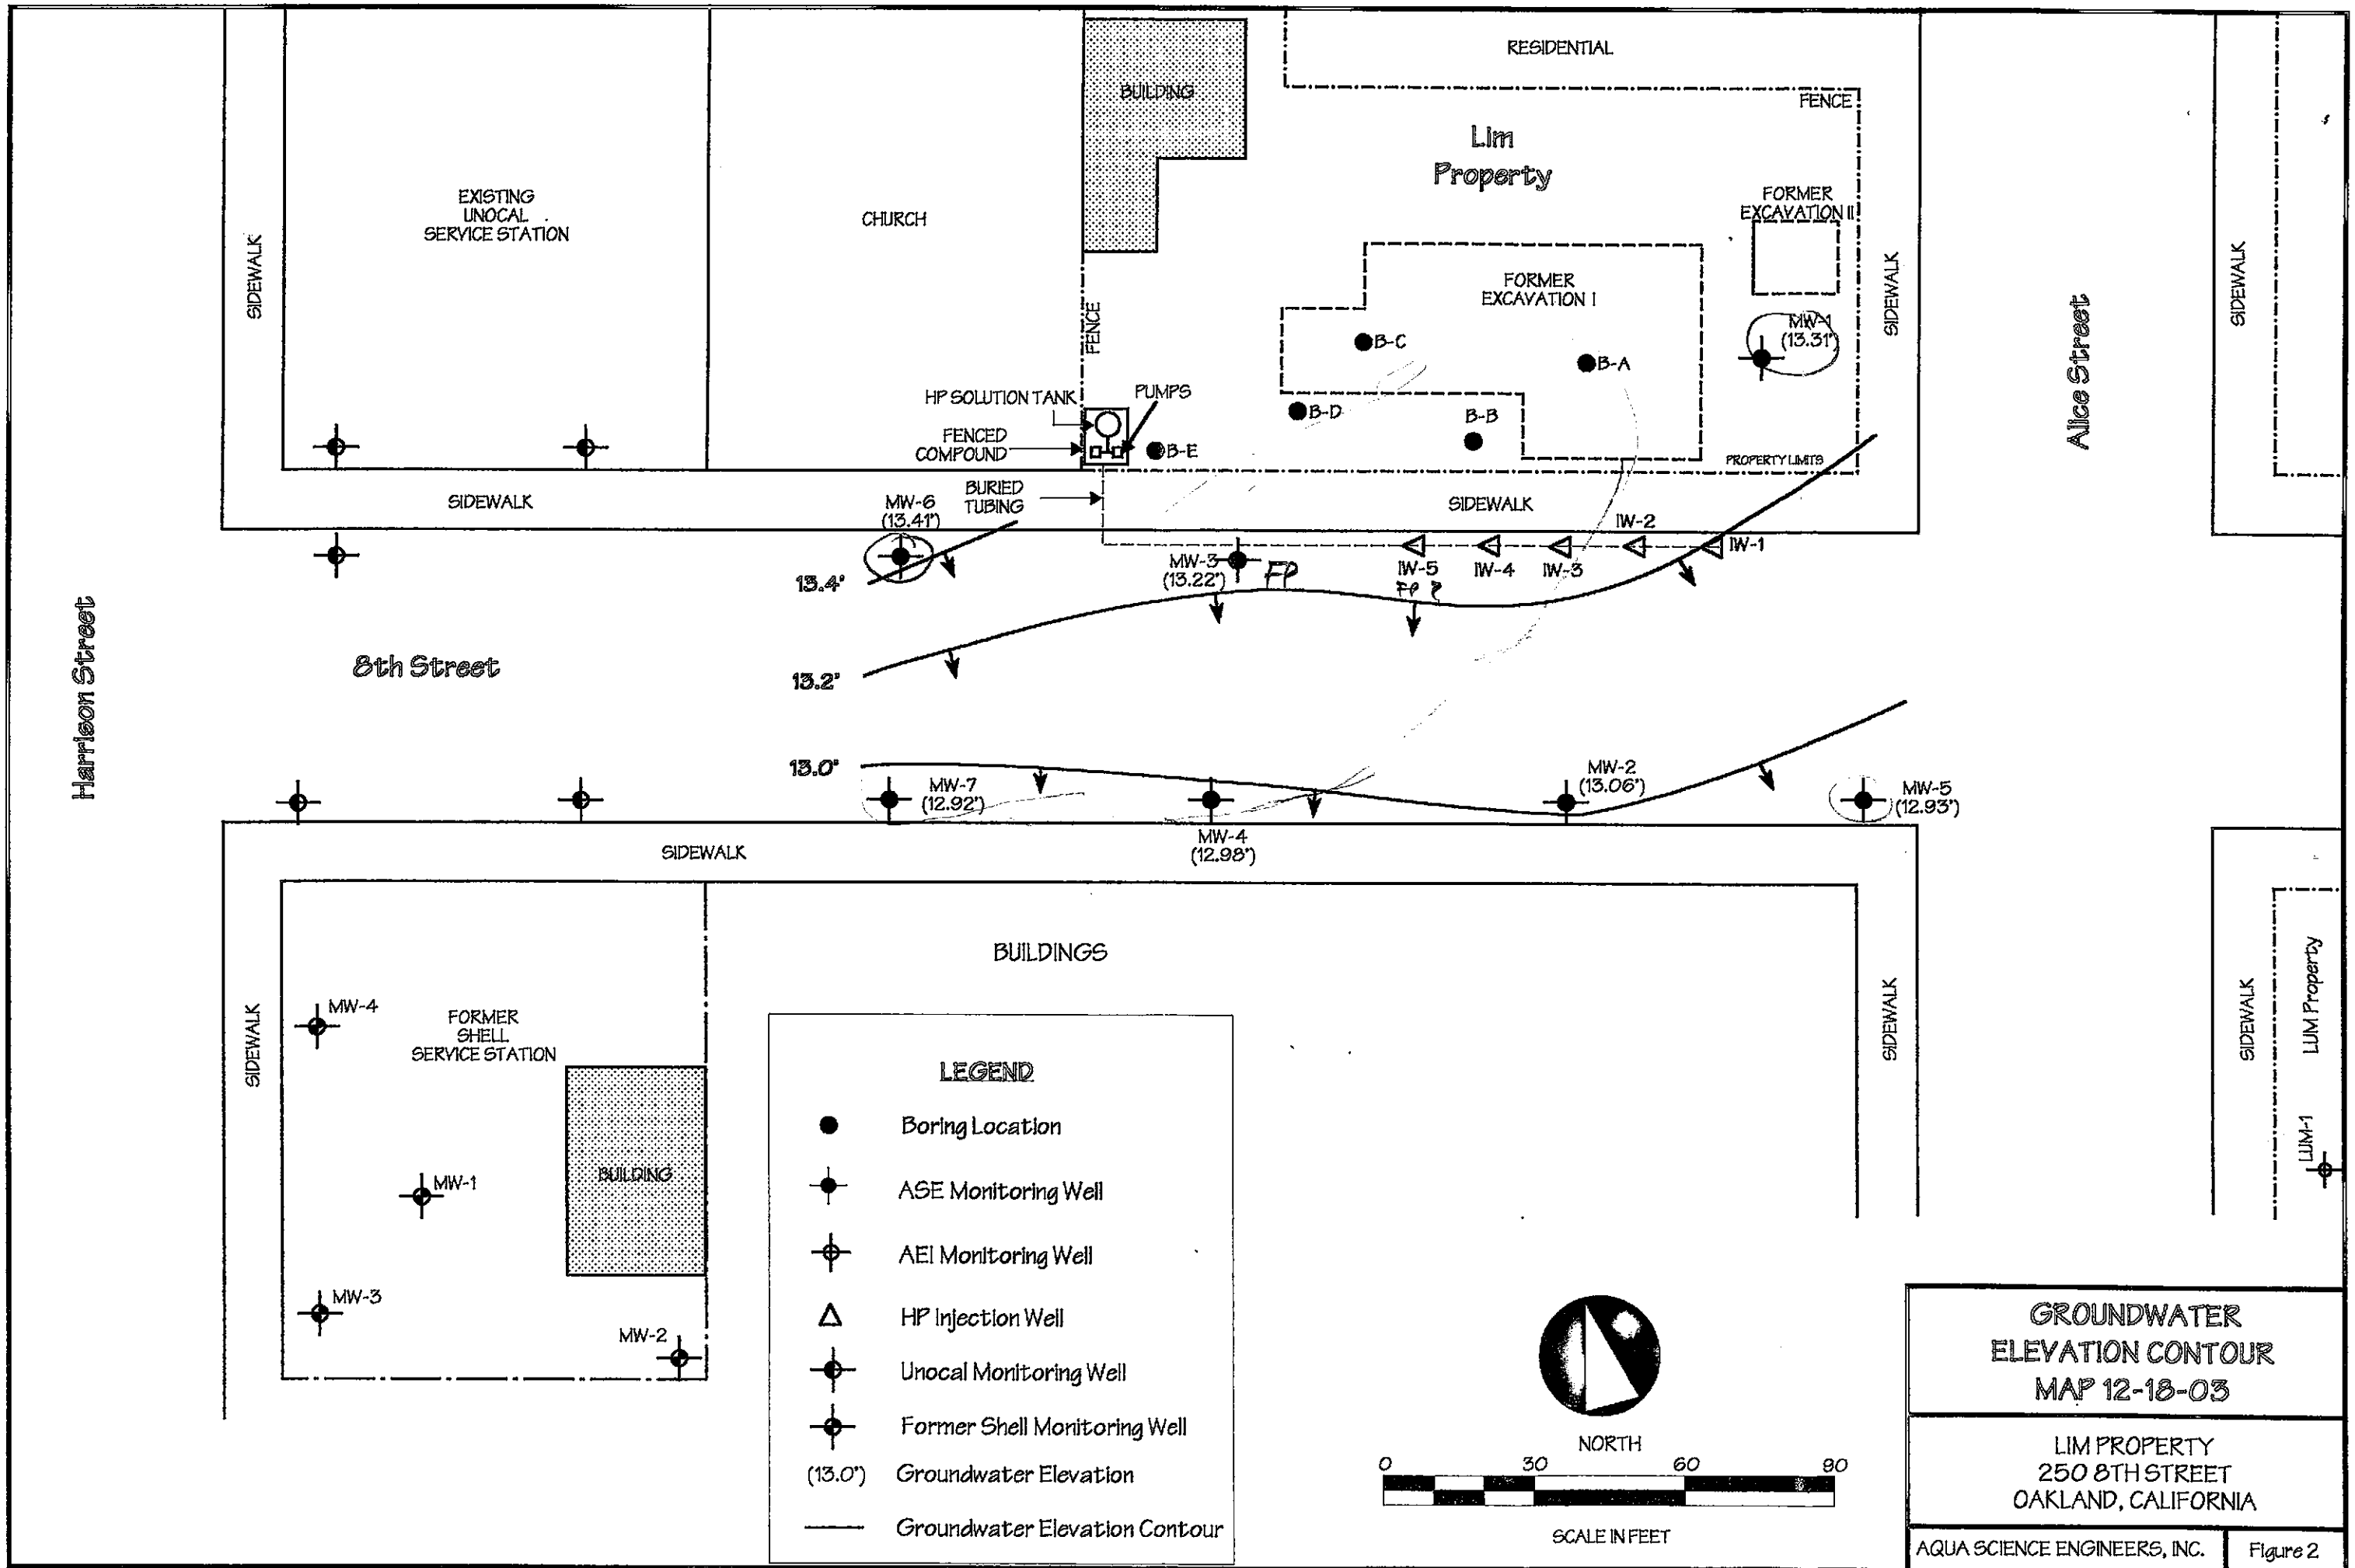 RESIDENTIAL
BUILDING
FENCE
Lim
Property
EXISTING
UNOCAL
SERVICE STATION
CHURCH
FORMER
EXCAVATION II
SIDEWALK
SIDEWALK
SIDEWALK
FORMER
EXCAVATION I
FENCE
MW-1
(13.31')
B-C
B-A
Alice Street
HP SOLUTION TANK
PUMPS
B-D
B-B
FENCED
COMPOUND
B-E
PROPERTY LIMITS
BURIED
TUBING
SIDEWALK
SIDEWALK
MW-6
(13.41')
IW-2
IW-1
MW-3
(13.22')
FP
IW-5
IW-4
IW-3
FP ?
13.4'
Harrison Street
8th Street
13.2'
13.0'
MW-7
(12.92')
MW-2
(13.06')
MW-5
(12.93')
MW-4
(12.98')
SIDEWALK
BUILDINGS
MW-4
FORMER
SHELL
SERVICE STATION
SIDEWALK
SIDEWALK
SIDEWALK
LUM Property
LUM-1
MW-1
BUILDING
MW-3
MW-2
LEGEND
Boring Location
ASE Monitoring Well
AEI Monitoring Well
HP Injection Well
Unocal Monitoring Well
Former Shell Monitoring Well
(13.0') Groundwater Elevation
Groundwater Elevation Contour
NORTH
0 30 60 90
SCALE IN FEET
GROUNDWATER
ELEVATION CONTOUR
MAP 12-18-03
LIM PROPERTY
250 8TH STREET
OAKLAND, CALIFORNIA
AQUA SCIENCE ENGINEERS, INC.
Figure 2